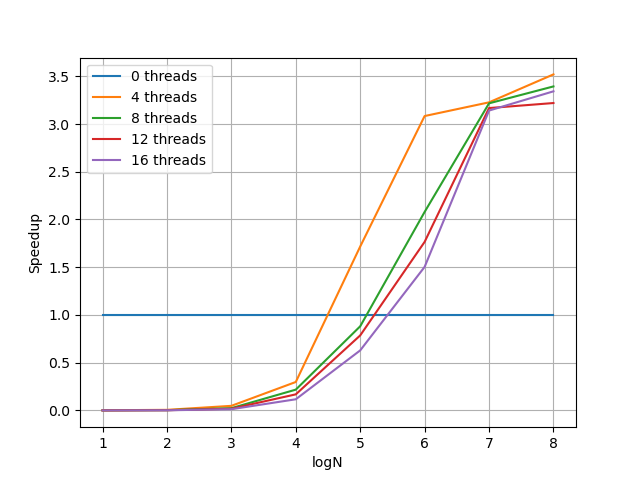 0 threads
4 threads
8 threads
12 threads
16 threads
Speedup
3.5
3.0
2.5
2.0
1.5
1.0
0.5
0.0
1 2 3 4 5 6 7 8
logN